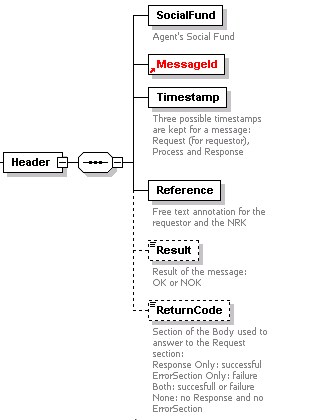 SocialFund
Agent's Social Fund
MessageId
Timestamp
Three possible timestamps
are kept for a message:
Request (for requestor),
Process and Response
Header
Reference
Free text annotation for the
requestor and the NRK
Result
Result of the message:
OK or NOK
ReturnCode
Section of the Body used to
answer to the Request
section:
Response Only: successful
ErrorSection Only: failure
Both: succesfull or failure
None: no Response and no
ErrorSection